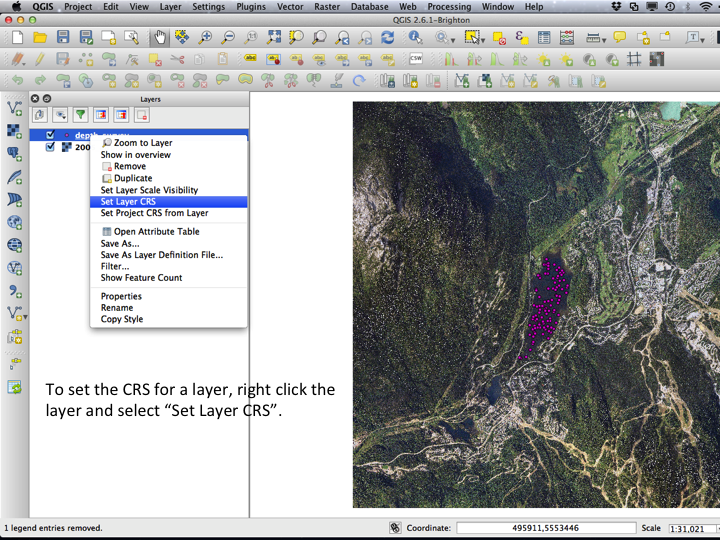 QGIS Project Edit View Layer Settings Plugins Vector Raster Database Web Processing Window Help
QGIS 2.6.1-Brighton
Layers
Zoom to Layer
Show in overview
Remove
Duplicate
Set Layer Scale Visibility
Set Layer CRS
Set Project CRS from Layer
Open Attribute Table
Save As...
Save As Layer Definition File...
Filter...
Show Feature Count
Properties
Rename
Copy Style
To set the CRS for a layer, right click the
layer and select “Set Layer CRS”.
1 legend entries removed.
Coordinate: 495911,5553446 Scale 1:31,021